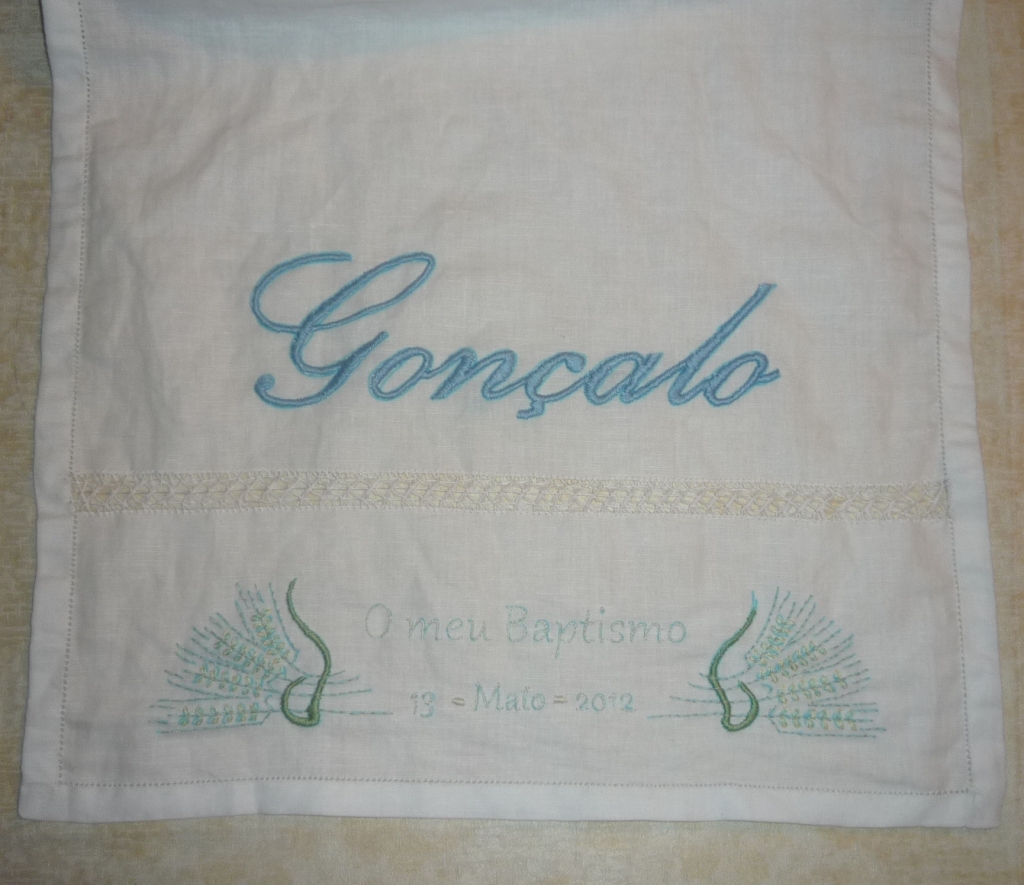 Gonçalo
O meu Baptismo
13 = Maio = 2012